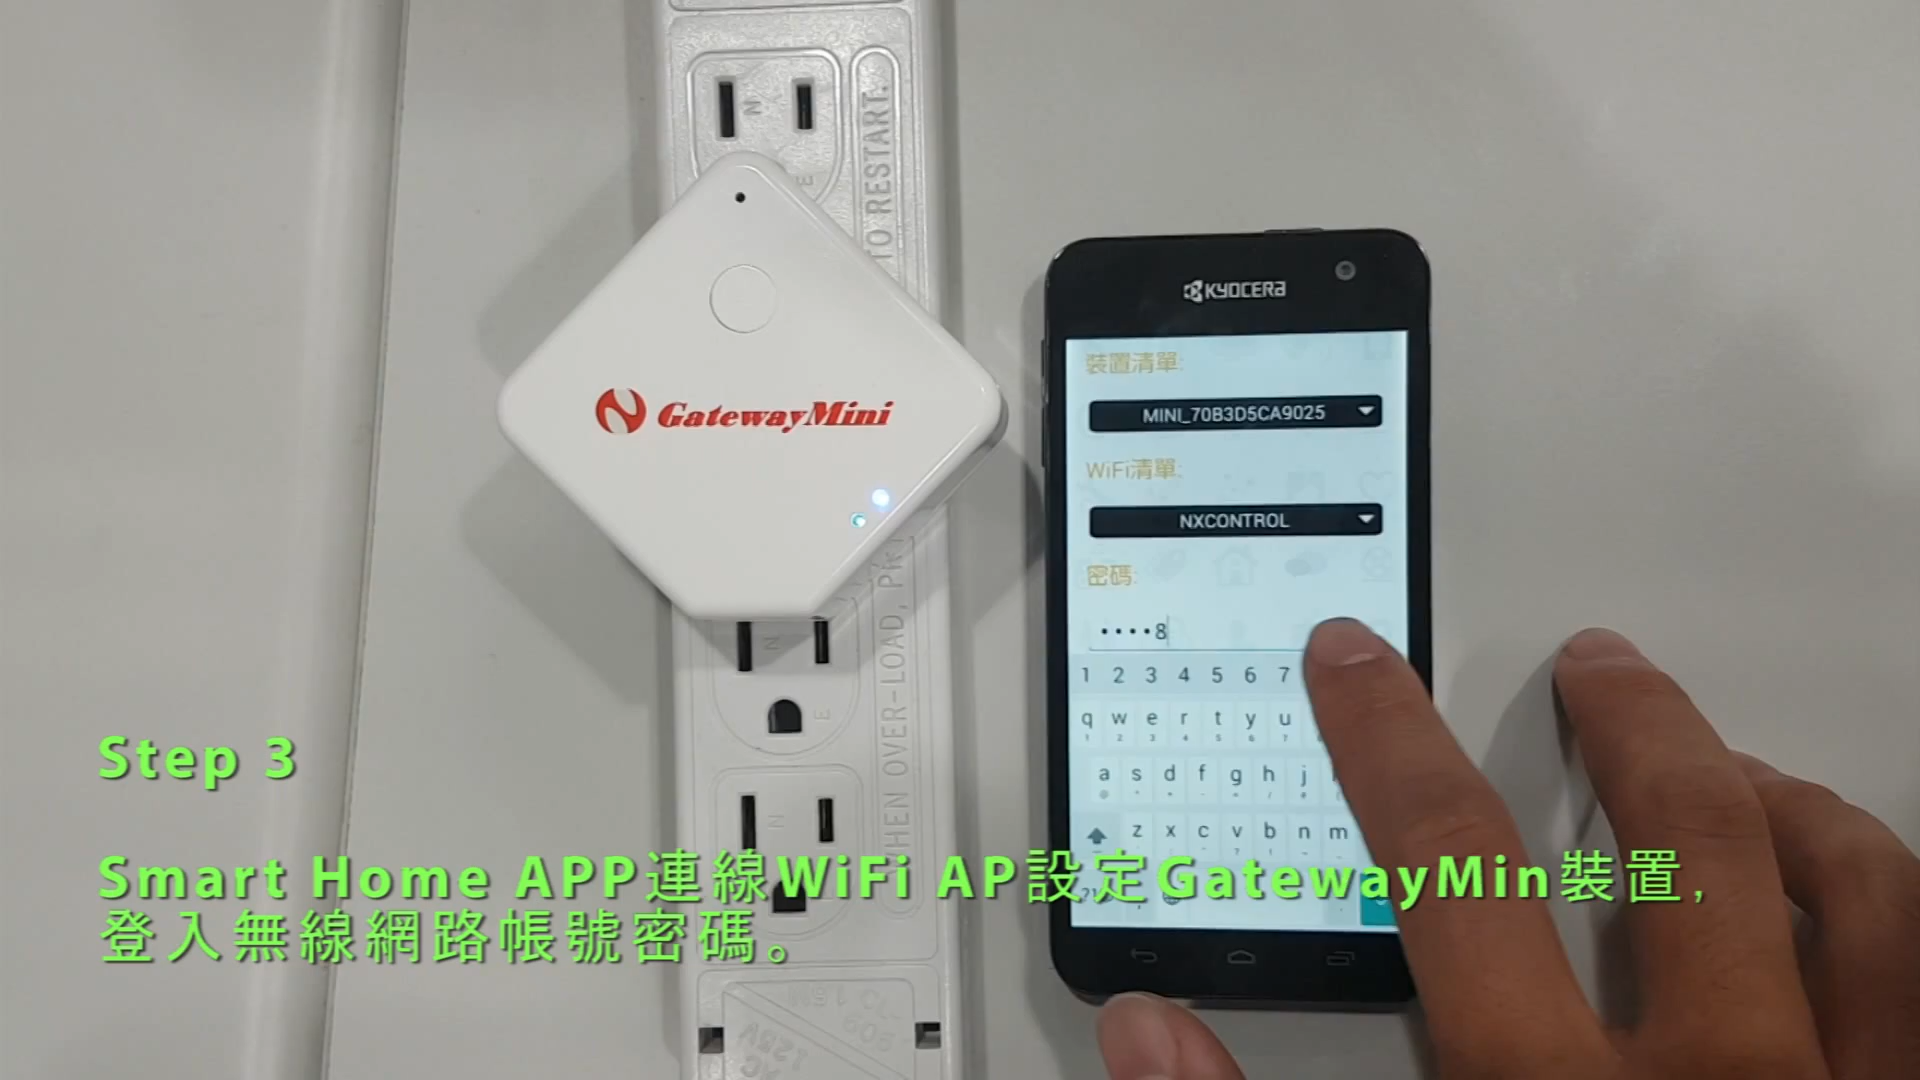 TO RESTART.
N
E
GatewayMini
KYOCERA
裝置清單:
MINI_70B3D5CA9025
WiFi清單:
NXCONTROL
密碼:
••••8
1 2 3 4 5 6 7
q w e r t y u
a s d f g h j
z x c v b n m
WHEN OVER-LOAD,
N
E
N
Step 3
Smart Home APP連線WiFi AP設定GatewayMin裝置,
登入無線網路帳號密碼。
125V